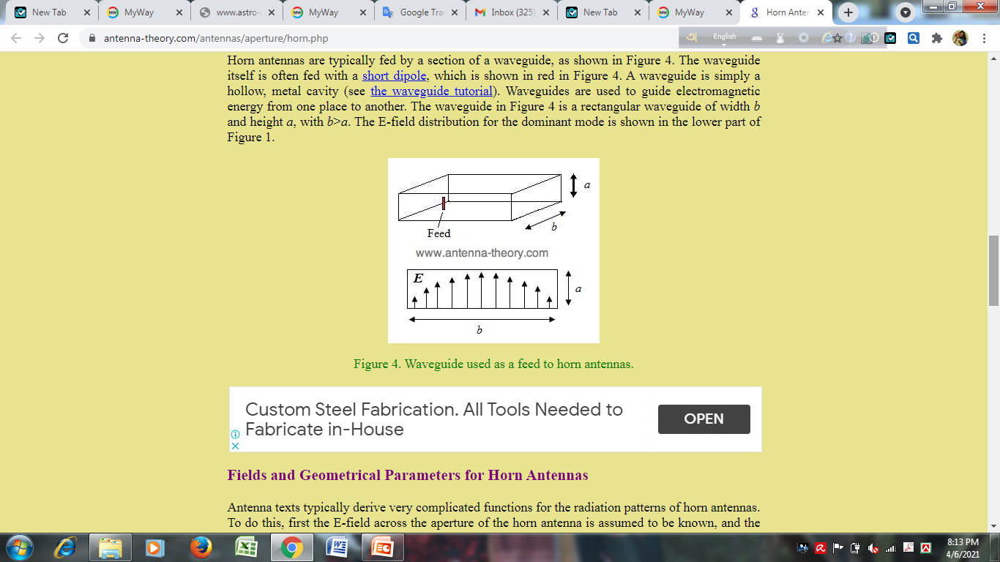 New Tab
MyWay
www.astro-
MyWay
Google Tra
Inbox (325)
New Tab
MyWay
Horn Anten
antenna-theory.com/antennas/aperture/horn.php
English
Horn antennas are typically fed by a section of a waveguide, as shown in Figure 4. The waveguide
itself is often fed with a short dipole, which is shown in red in Figure 4. A waveguide is simply a
hollow, metal cavity (see the waveguide tutorial). Waveguides are used to guide electromagnetic
energy from one place to another. The waveguide in Figure 4 is a rectangular waveguide of width b
and height a, with b>a. The E-field distribution for the dominant mode is shown in the lower part of
Figure 1.
a
b
Feed
www.antenna-theory.com
E
a
b
Figure 4. Waveguide used as a feed to horn antennas.
Custom Steel Fabrication. All Tools Needed to
Fabricate in-House
OPEN
Fields and Geometrical Parameters for Horn Antennas
Antenna texts typically derive very complicated functions for the radiation patterns of horn antennas.
To do this, first the E-field across the aperture of the horn antenna is assumed to be known, and the
8:13 PM
4/6/2021